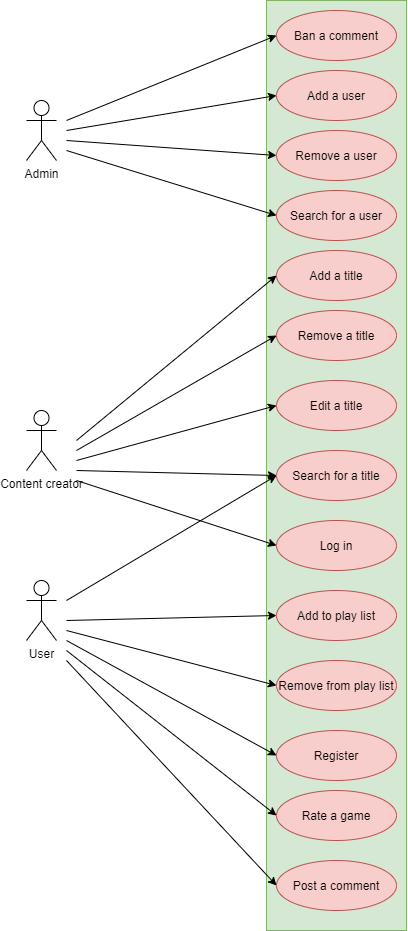 Ban a comment
Add a user
Remove a user
Search for a user
Admin
Add a title
Remove a title
Edit a title
Search for a title
Content creator
Log in
Add to play list
User
Remove from play list
Register
Rate a game
Post a comment